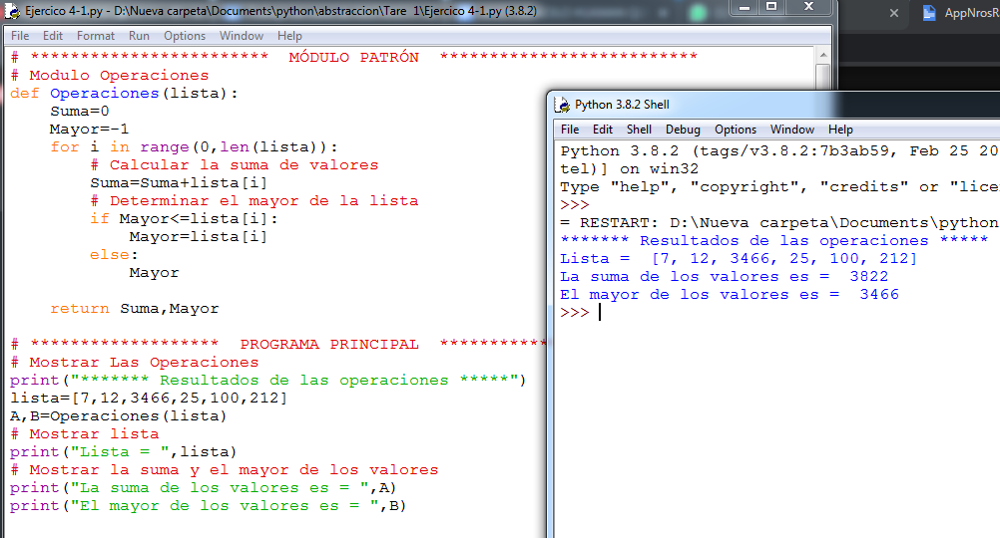 Ejercico 4-1.py - D:\Nueva carpeta\Documents\python\abstraccion\Tare 1\Ejercico 4-1.py (3.8.2)
File Edit Format Run Options Window Help
# ************************ MÓDULO PATRÓN **************************
# Modulo Operaciones
def Operaciones(lista):
    Suma=0
    Mayor=-1
    for i in range(0,len(lista)):
        # Calcular la suma de valores
        Suma=Suma+lista[i]
        # Determinar el mayor de la lista
        if Mayor<=lista[i]:
            Mayor=lista[i]
        else:
            Mayor
    return Suma,Mayor
# ******************* PROGRAMA PRINCIPAL ***********
# Mostrar Las Operaciones
print("******* Resultados de las operaciones *****")
lista=[7,12,3466,25,100,212]
A,B=Operaciones(lista)
# Mostrar lista
print("Lista = ",lista)
# Mostrar la suma y el mayor de los valores
print("La suma de los valores es = ",A)
print("El mayor de los valores es = ",B)
AppNrosR
Python 3.8.2 Shell
File Edit Shell Debug Options Window Help
Python 3.8.2 (tags/v3.8.2:7b3ab59, Feb 25 20
tel)] on win32
Type "help", "copyright", "credits" or "lice
>>>
= RESTART: D:\Nueva carpeta\Documents\python
******* Resultados de las operaciones *****
Lista =  [7, 12, 3466, 25, 100, 212]
La suma de los valores es =  3822
El mayor de los valores es =  3466
>>>